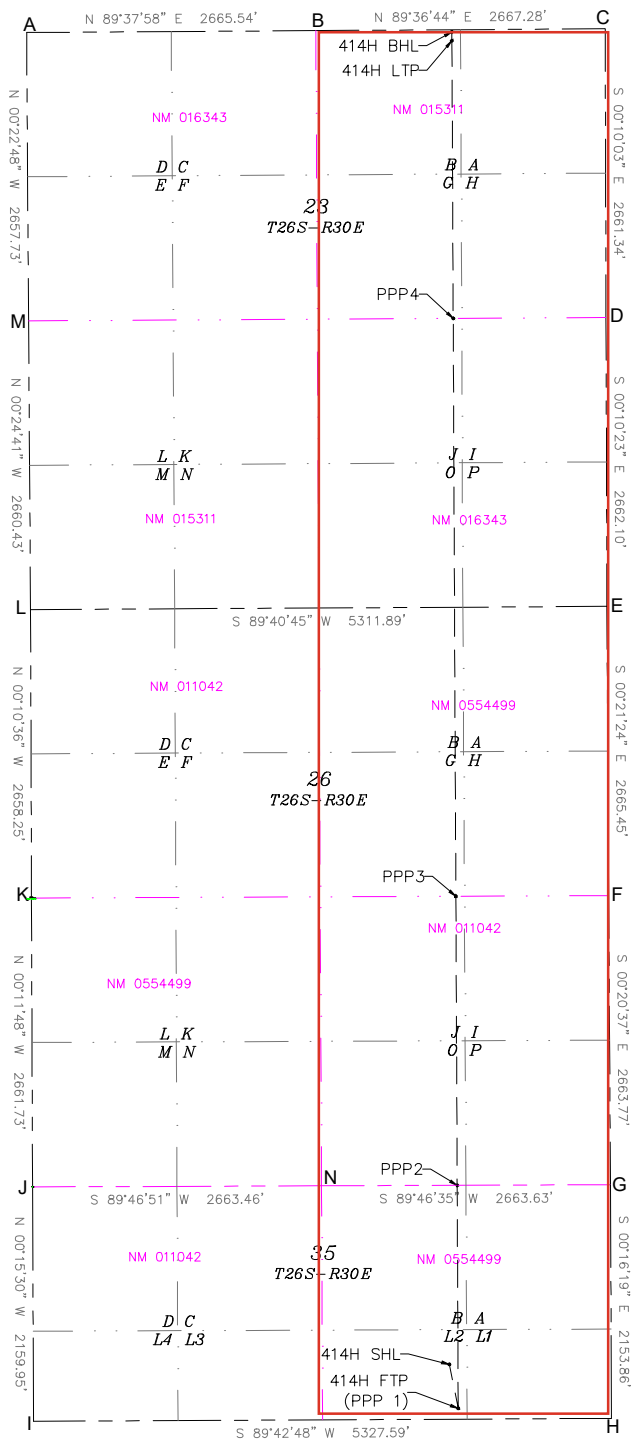 N 89°37'58" E 2665.54'
N 89°36'44" E 2667.28'
A
B
C
414H BHL
414H LTP
N 00°22'48" W 2657.73'
S 00°10'03" E 2661.34'
NM 016343
NM 015311
D C
E F
B A
G H
23
T26S-R30E
PPP4
M
D
N 00°24'41" W 2660.43'
S 00°10'23" E 2662.10'
L K
M N
J I
O P
NM 015311
NM 016343
L
E
S 89°40'45" W 5311.89'
N 00°10'36" W 2658.25'
S 00°21'24" E 2665.45'
NM 011042
NM 0554499
D C
E F
B A
G H
26
T26S-R30E
PPP3
K
F
NM 011042
N 00°11'48" W 2661.73'
S 00°20'37" E 2663.77'
NM 0554499
L K
M N
J I
O P
PPP2
J
N
G
S 89°46'51" W 2663.46'
S 89°46'35" W 2663.63'
N 00°15'30" W 2159.95'
S 00°16'19" E 2153.86'
35
T26S-R30E
NM 011042
NM 0554499
D C
L4 L3
B A
L2 L1
414H SHL
414H FTP
(PPP 1)
I
H
S 89°42'48" W 5327.59'